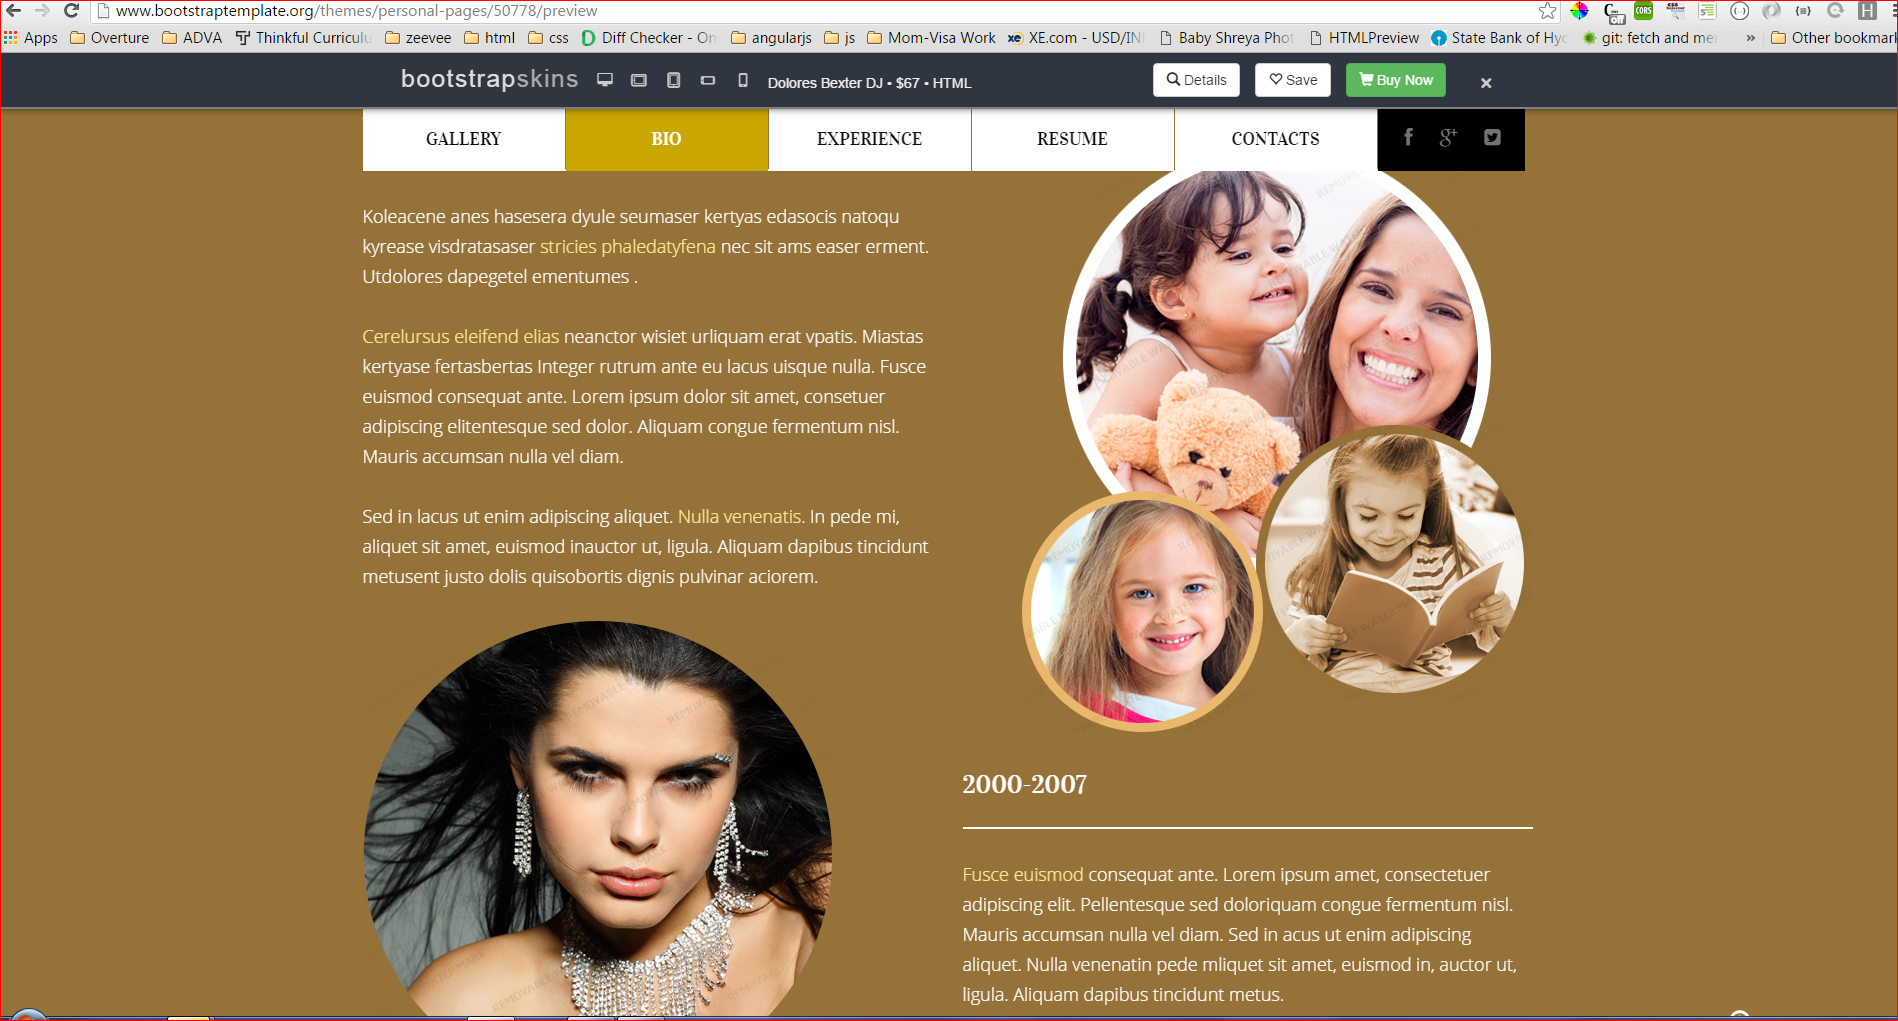 www.bootstraptemplate.org/themes/personal-pages/50778/preview
Apps Overture ADVA Thinkful Curriculu zeevee html css Diff Checker - On angularjs js Mom-Visa Work XE.com - USD/INR Baby Shreya Phot HTMLPreview State Bank of Hyd git: fetch and mer » Other bookmark
bootstrapskins Dolores Bexter DJ • $67 • HTML Details Save Buy Now ×
GALLERY BIO EXPERIENCE RESUME CONTACTS
Koleacene anes hasesera dyule seumaser kertyas edasocis natoqu
kyrease visdratasaser stricies phaledatyfena nec sit ams easer erment.
Utdolores dapegetel ementumes .
Cerelursus eleifend elias neanctor wisiet urliquam erat vpatis. Miastas
kertyase fertasbertas Integer rutrum ante eu lacus uisque nulla. Fusce
euismod consequat ante. Lorem ipsum dolor sit amet, consetuer
adipiscing elitentesque sed dolor. Aliquam congue fermentum nisl.
Mauris accumsan nulla vel diam.
Sed in lacus ut enim adipiscing aliquet. Nulla venenatis. In pede mi,
aliquet sit amet, euismod inauctor ut, ligula. Aliquam dapibus tincidunt
metusent justo dolis quisobortis dignis pulvinar aciorem.
2000-2007
Fusce euismod consequat ante. Lorem ipsum amet, consectetuer
adipiscing elit. Pellentesque sed doloriquam congue fermentum nisl.
Mauris accumsan nulla vel diam. Sed in acus ut enim adipiscing
aliquet. Nulla venenatin pede mliquet sit amet, euismod in, auctor ut,
ligula. Aliquam dapibus tincidunt metus.